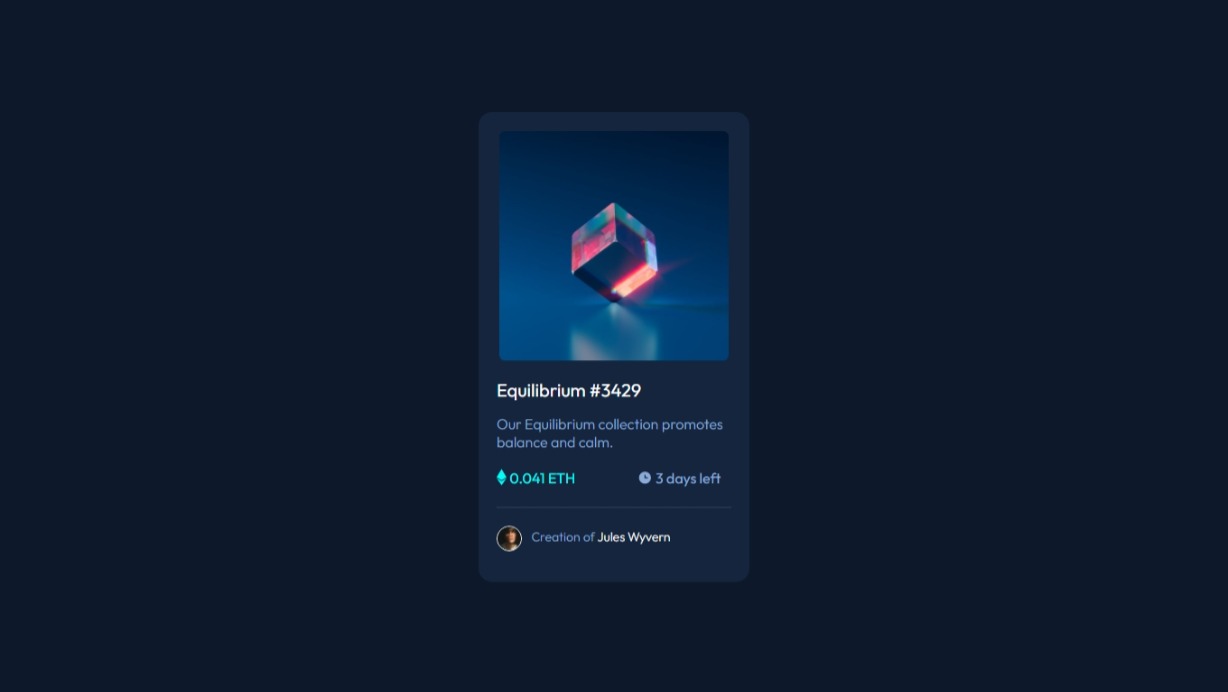 Equilibrium #3429
Our Equilibrium collection promotes
balance and calm.
0.041 ETH
3 days left
Creation of Jules Wyvern